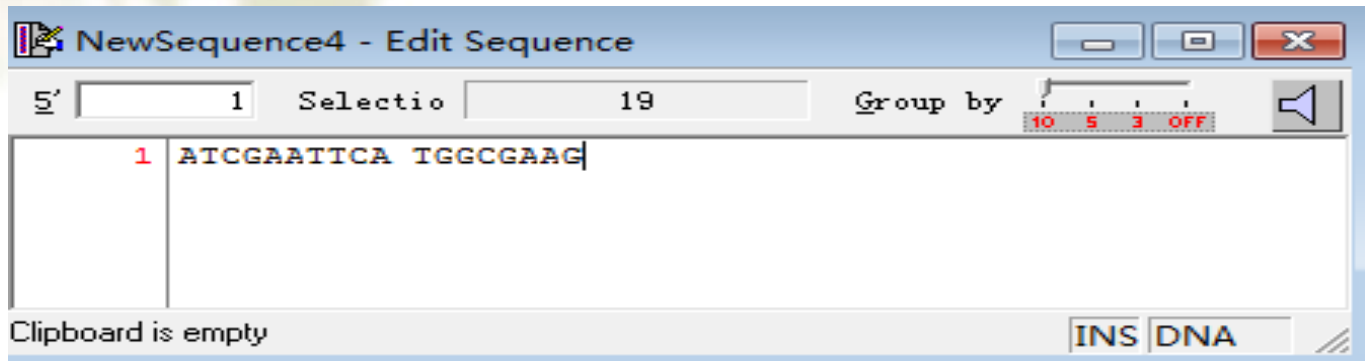 NewSequence4 - Edit Sequence
5′ 1 Selectio 19 Group by 10 5 3 OFF
1 ATCGAATTCA TGGCGAAG
Clipboard is empty INS DNA